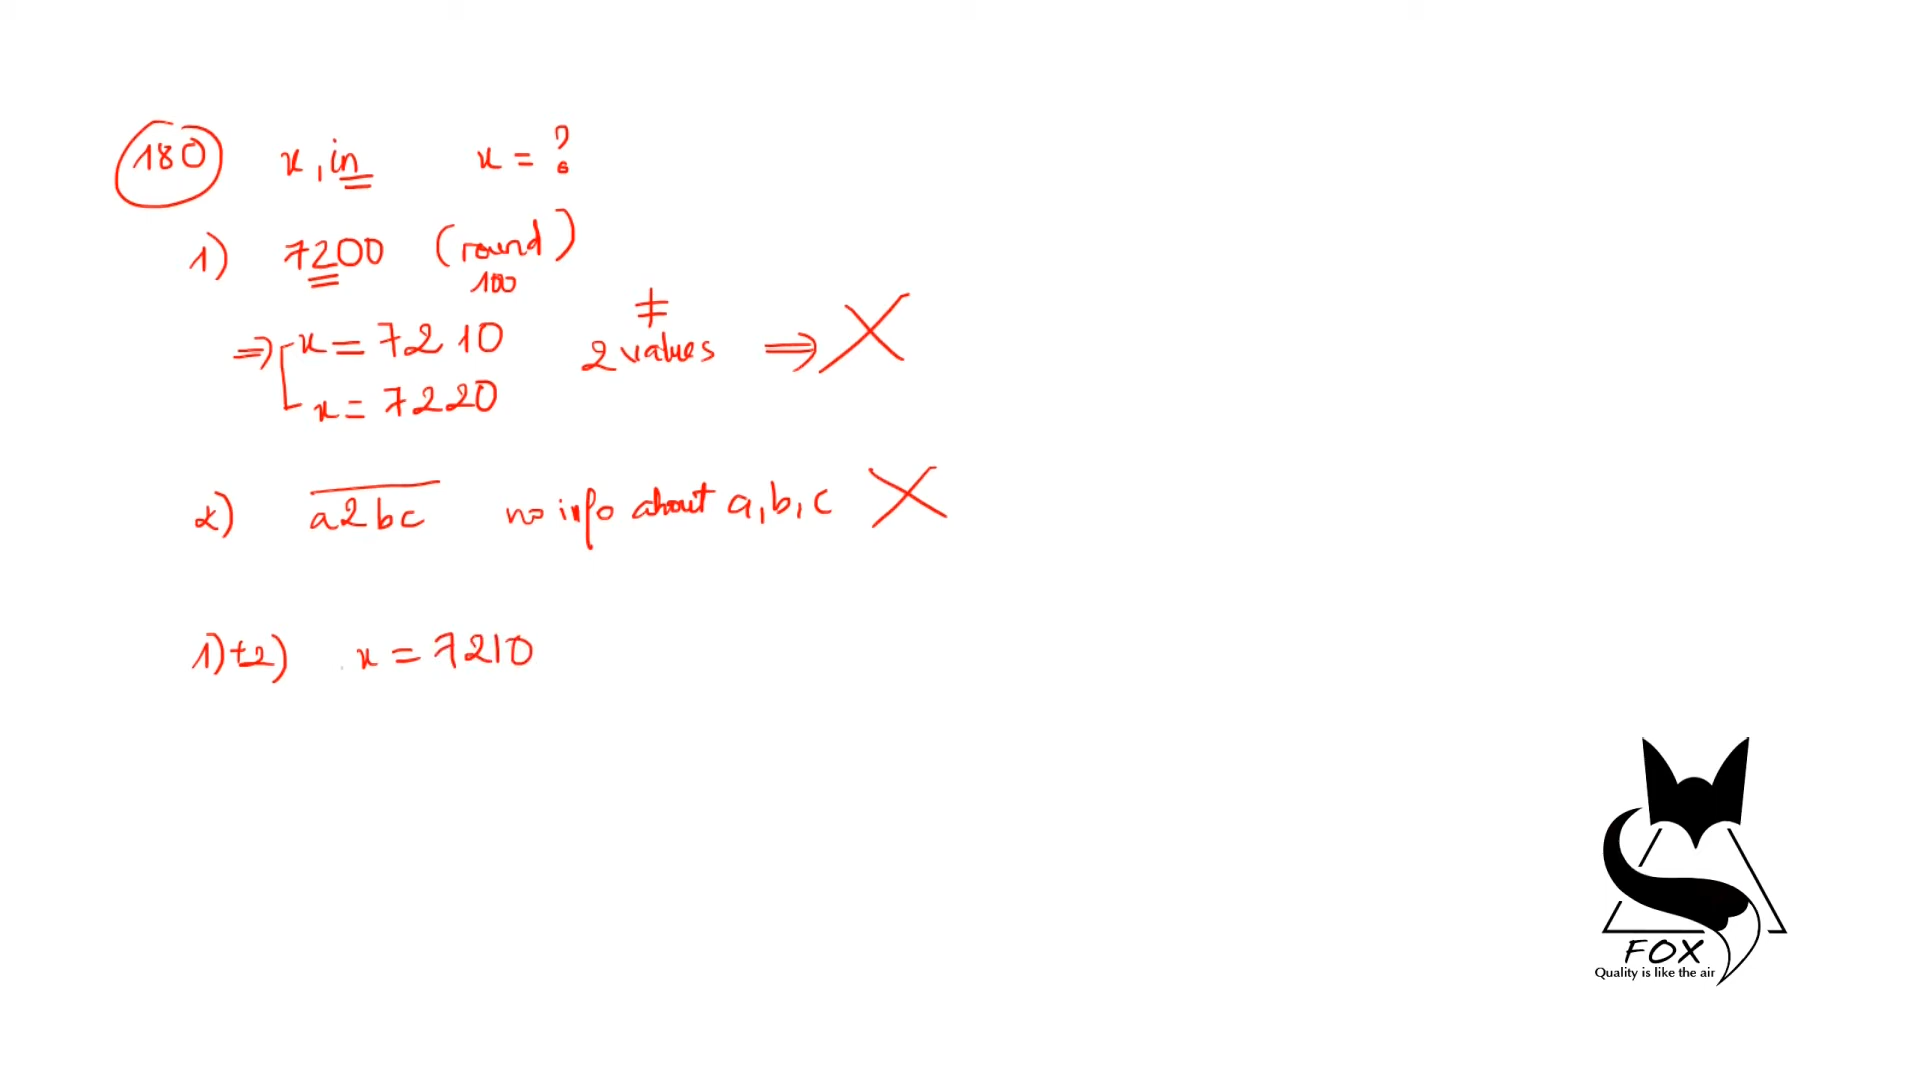 180 x, in x = ?
1) 7200 (round)
100
⇒ x = 7210 ≠ 2 values ⇒ X
x = 7220
2) a2bc no info about a, b, c X
1)+2) x = 7210
FOX
Quality is like the air